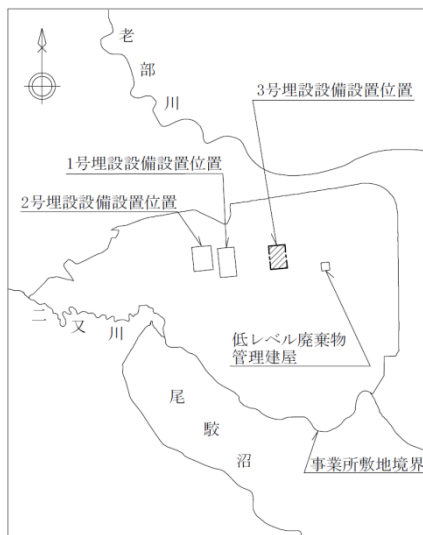 老部川
3号埋設設備設置位置
1号埋設設備設置位置
2号埋設設備設置位置
二又川
低レベル廃棄物
管理建屋
尾駮沼
事業所敷地境界